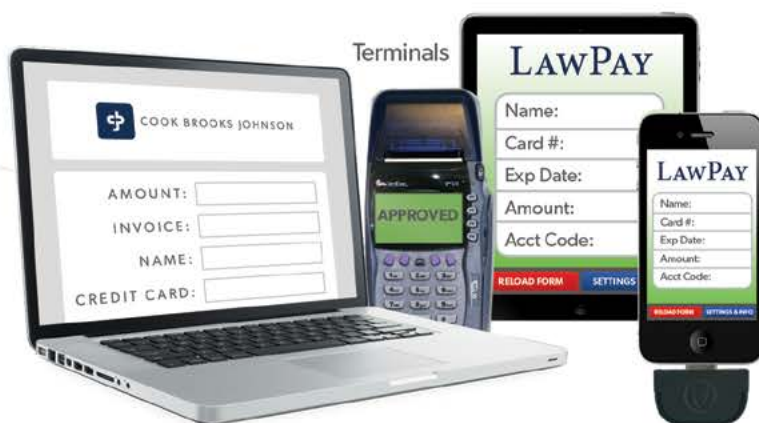 Terminals
COOK BROOKS JOHNSON
AMOUNT:
INVOICE:
NAME:
CREDIT CARD:
APPROVED
LAWPAY
Name:
Card #:
Exp Date:
Amount:
Acct Code:
RELOAD FORM SETTINGS
LAWPAY
Name:
Card #:
Exp Date:
Amount:
Acct Code:
RELOAD FORM SETTINGS & INFO